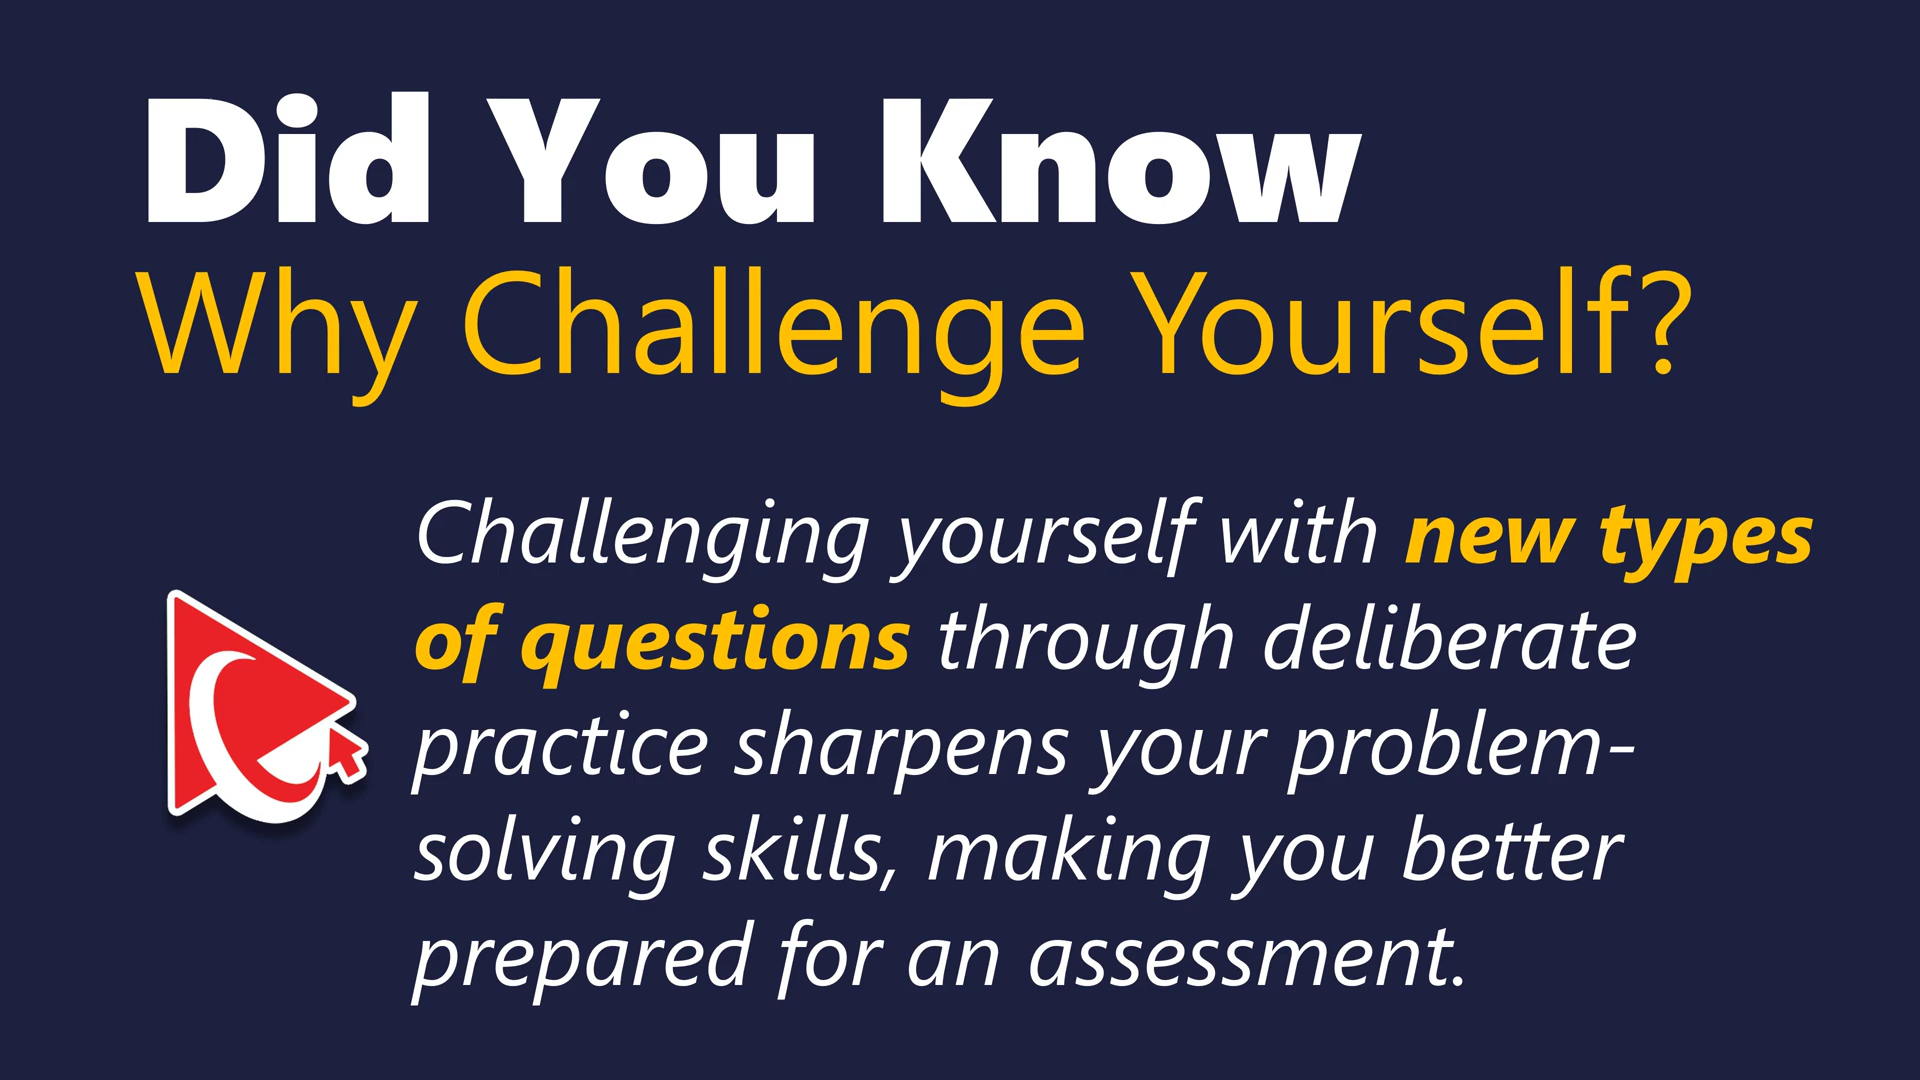 Did You Know
Why Challenge Yourself?
Challenging yourself with new types
of questions through deliberate
practice sharpens your problem-
solving skills, making you better
prepared for an assessment.